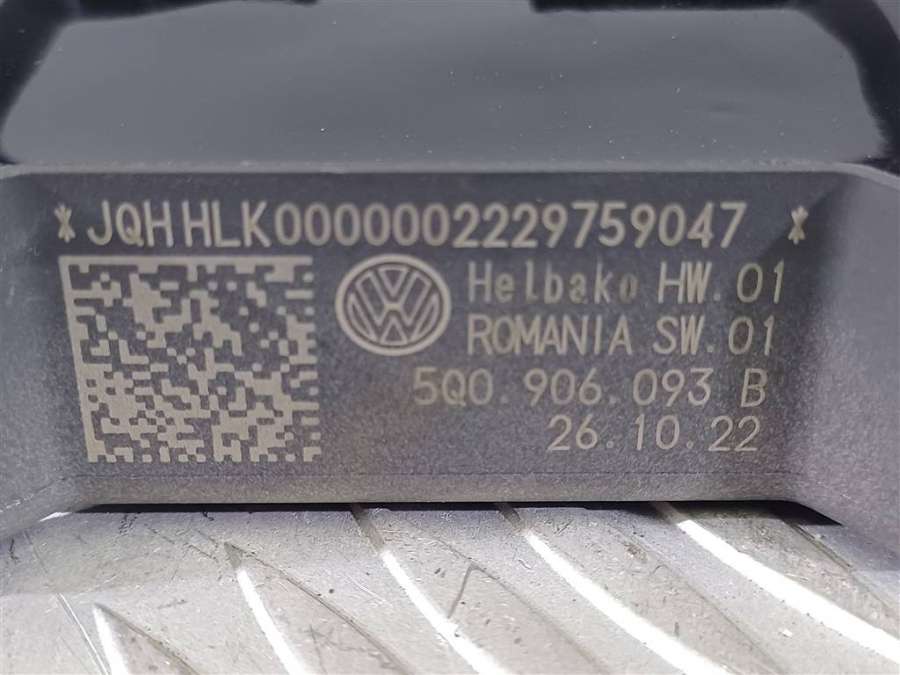 * JQH HLK0000002229759047 *
Helbako HW.01
ROMANIA SW.01
5Q0.906.093 B
26.10.22